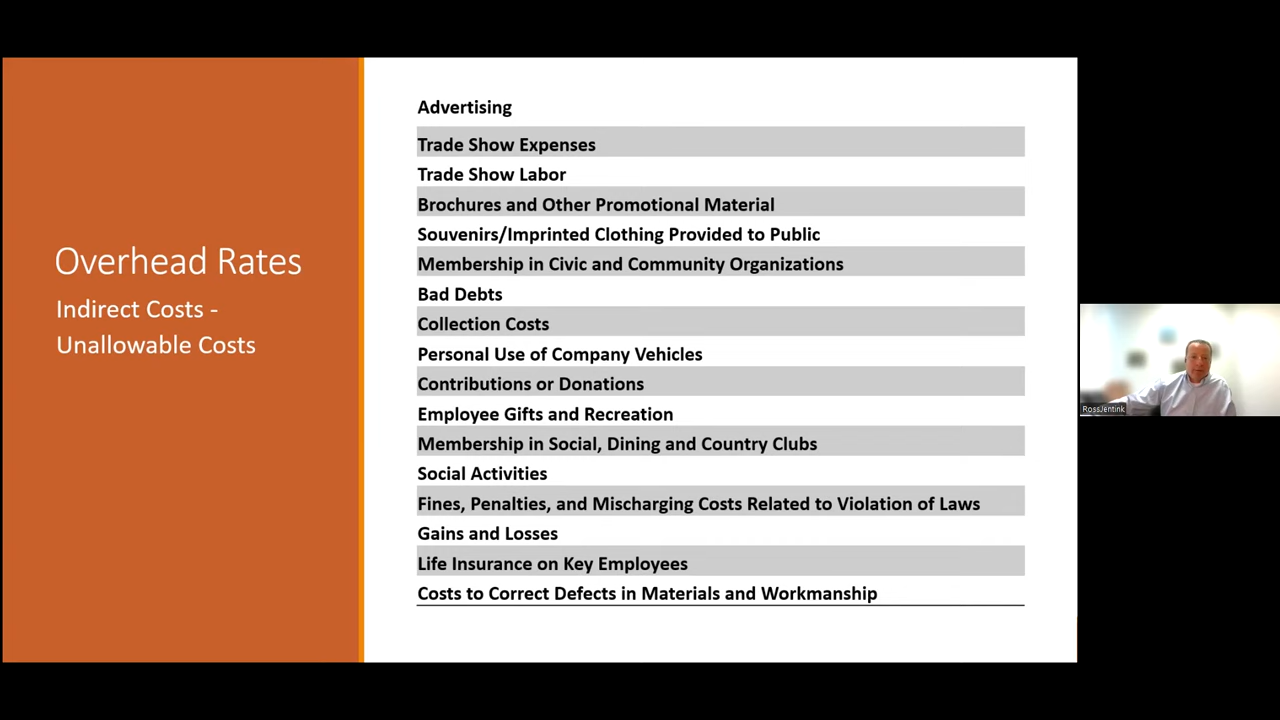 Overhead Rates
Indirect Costs -
Unallowable Costs
Advertising
Trade Show Expenses
Trade Show Labor
Brochures and Other Promotional Material
Souvenirs/Imprinted Clothing Provided to Public
Membership in Civic and Community Organizations
Bad Debts
Collection Costs
Personal Use of Company Vehicles
Contributions or Donations
Employee Gifts and Recreation
Membership in Social, Dining and Country Clubs
Social Activities
Fines, Penalties, and Mischarging Costs Related to Violation of Laws
Gains and Losses
Life Insurance on Key Employees
Costs to Correct Defects in Materials and Workmanship
RossJentink